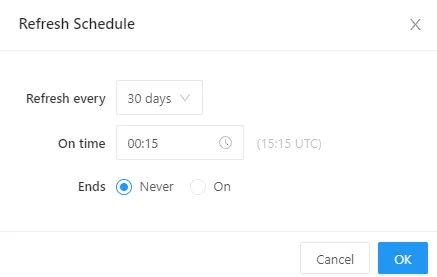 Refresh Schedule
Refresh every 30 days
On time 00:15 (15:15 UTC)
Ends Never On
Cancel OK